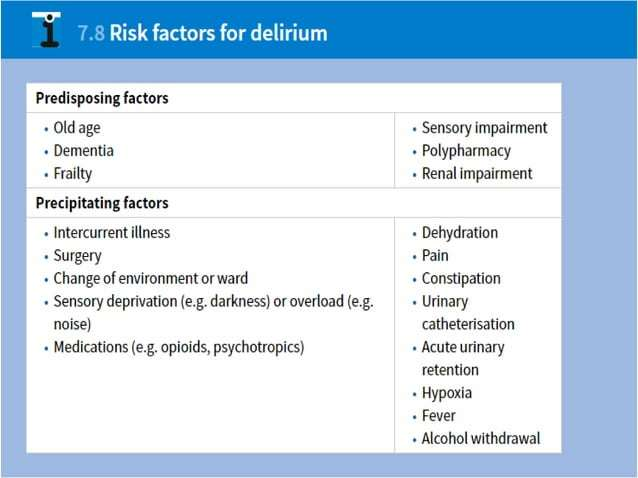 i 7.8 Risk factors for delirium
Predisposing factors
• Old age
• Dementia
• Frailty
• Sensory impairment
• Polypharmacy
• Renal impairment
Precipitating factors
• Intercurrent illness
• Surgery
• Change of environment or ward
• Sensory deprivation (e.g. darkness) or overload (e.g.
noise)
• Medications (e.g. opioids, psychotropics)
• Dehydration
• Pain
• Constipation
• Urinary
catheterisation
• Acute urinary
retention
• Hypoxia
• Fever
• Alcohol withdrawal